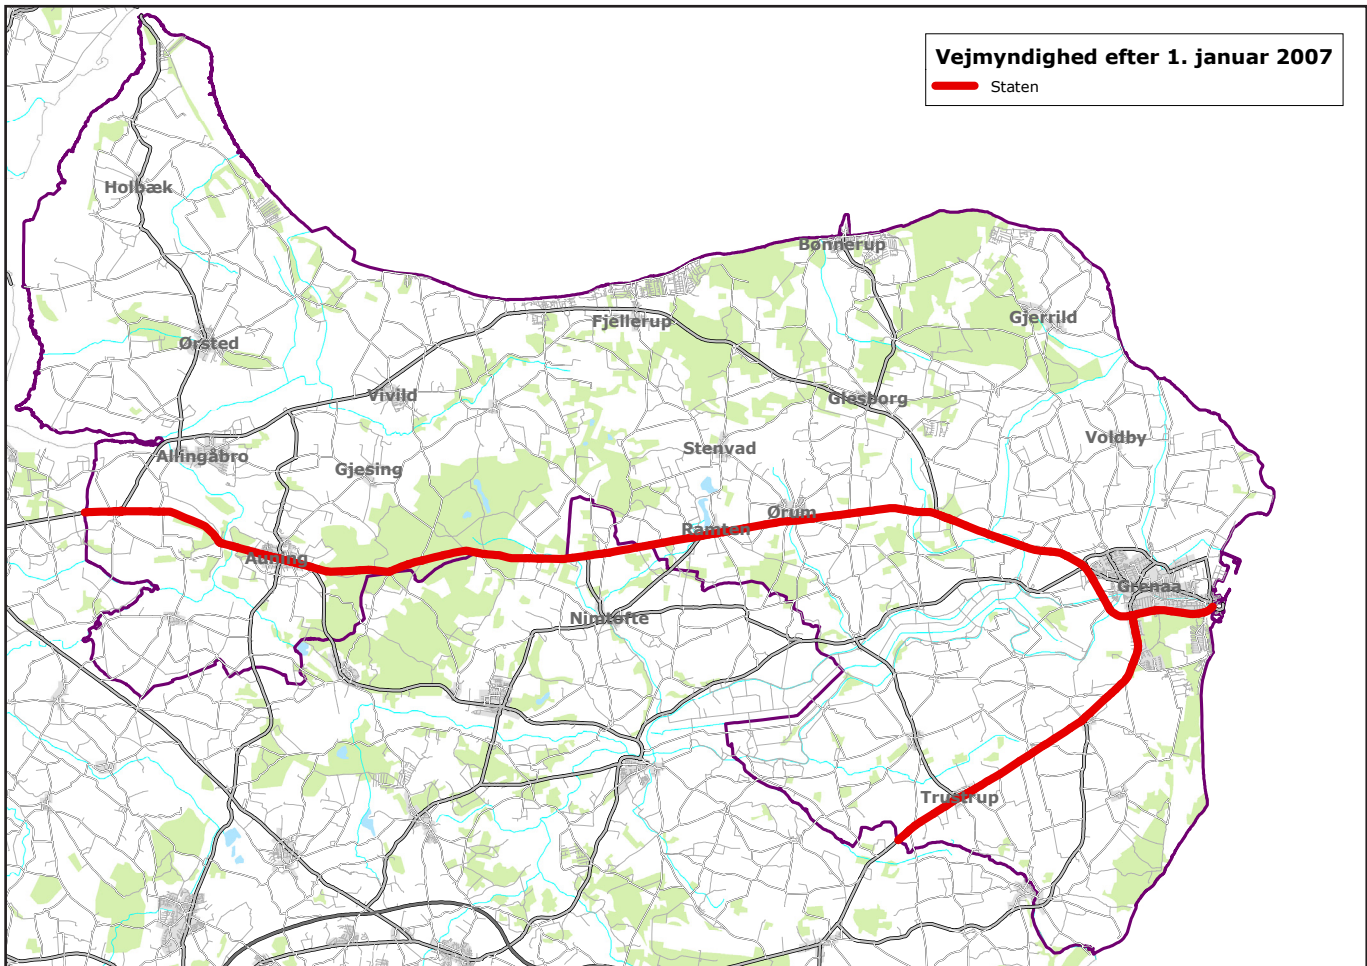 Vejmyndighed efter 1. januar 2007
Staten
Holbæk
Bønnerup
Gjerrild
Fjellerup
Ørsted
Vivild
Glesborg
Voldby
Stenvad
Allingåbro
Gjesing
Ørum
Ramten
Auning
Grenaa
Nimtofte
Trustrup